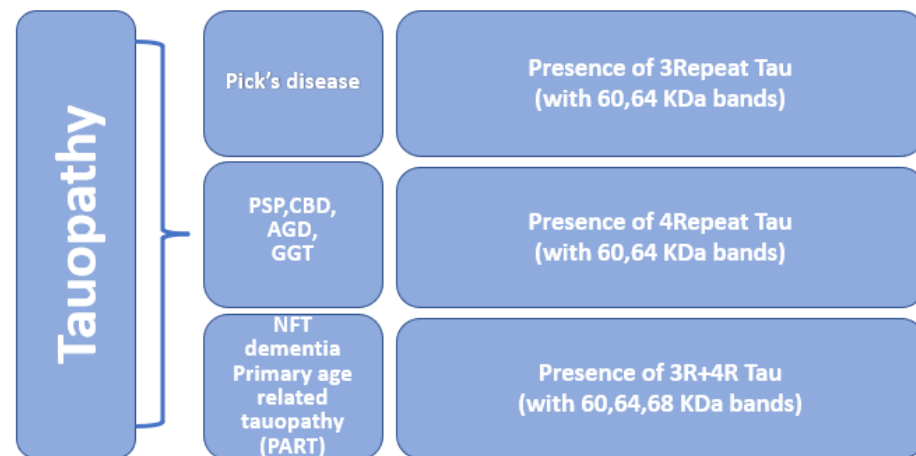 Tauopathy
Pick's disease
Presence of 3Repeat Tau
(with 60,64 KDa bands)
PSP,CBD,
AGD,
GGT
Presence of 4Repeat Tau
(with 60,64 KDa bands)
NFT
dementia
Primary age
related
tauopathy
(PART)
Presence of 3R+4R Tau
(with 60,64,68 KDa bands)